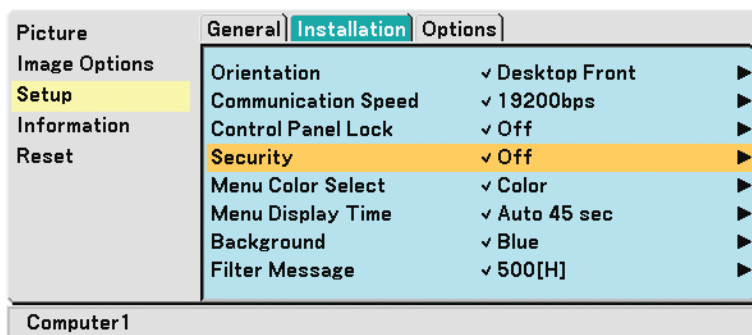 Picture
Image Options
Setup
Information
Reset
General Installation Options
Orientation ✓ Desktop Front ▶
Communication Speed ✓ 19200bps ▶
Control Panel Lock ✓ Off ▶
Security ✓ Off ▶
Menu Color Select ✓ Color ▶
Menu Display Time ✓ Auto 45 sec ▶
Background ✓ Blue ▶
Filter Message ✓ 500[H] ▶
Computer1